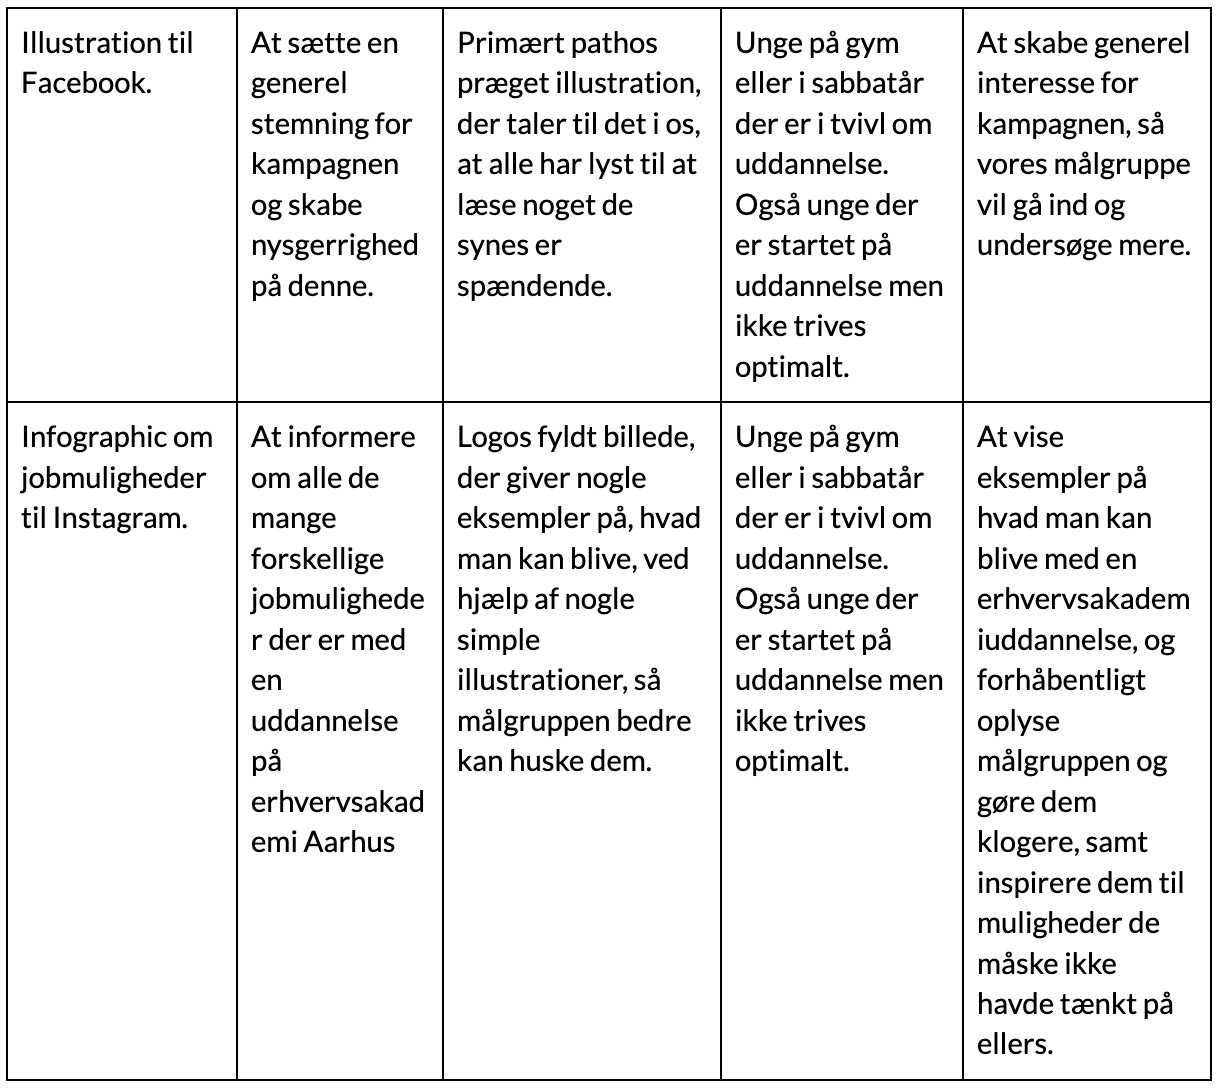 Illustration til
Facebook.
At sætte en
generel
stemning for
kampagnen
og skabe
nysgerrighed
på denne.
Primært pathos
præget illustration,
der taler til det i os,
at alle har lyst til at
læse noget de
synes er
spændende.
Unge på gym
eller i sabbatår
der er i tvivl om
uddannelse.
Også unge der
er startet på
uddannelse men
ikke trives
optimalt.
At skabe generel
interesse for
kampagnen, så
vores målgruppe
vil gå ind og
undersøge mere.
Infographic om
jobmuligheder
til Instagram.
At informere
om alle de
mange
forskellige
jobmulighede
r der er med
en
uddannelse
på
erhvervsakad
emi Aarhus
Logos fyldt billede,
der giver nogle
eksempler på, hvad
man kan blive, ved
hjælp af nogle
simple
illustrationer, så
målgruppen bedre
kan huske dem.
Unge på gym
eller i sabbatår
der er i tvivl om
uddannelse.
Også unge der
er startet på
uddannelse men
ikke trives
optimalt.
At vise
eksempler på
hvad man kan
blive med en
erhvervsakadem
iuddannelse, og
forhåbentligt
oplyse
målgruppen og
gøre dem
klogere, samt
inspirere dem til
muligheder de
måske ikke
havde tænkt på
ellers.